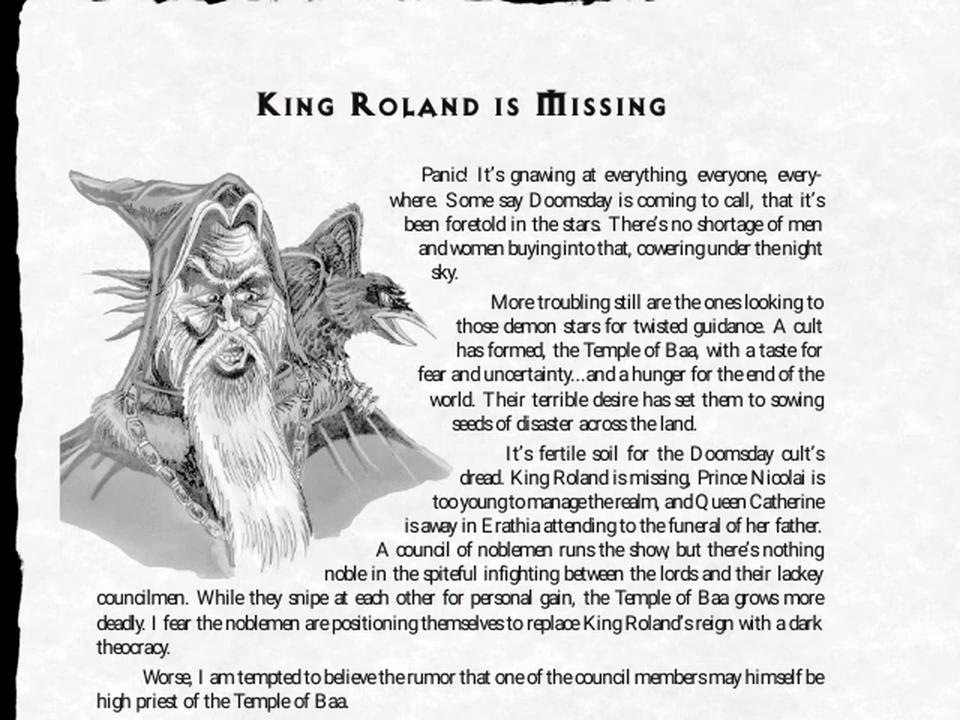 King Roland is Missing
Panic! It's gnawing at everything, everyone, every-
where. Some say Doomsday is coming to call, that it's
been foretold in the stars. There's no shortage of men
and women buying into that, cowering under the night
sky.
More troubling still are the ones looking to
those demon stars for twisted guidance. A cult
has formed, the Temple of Baa, with a taste for
fear and uncertainty...and a hunger for the end of the
world. Their terrible desire has set them to sowing
seeds of disaster across the land.
It's fertile soil for the Doomsday cult's
dread. King Roland is missing, Prince Nicolai is
too young to manage the realm, and Queen Catherine
is away in Erathia attending to the funeral of her father.
A council of noblemen runs the show, but there's nothing
noble in the spiteful infighting between the lords and their lackey
councilmen. While they snipe at each other for personal gain, the Temple of Baa grows more
deadly. I fear the noblemen are positioning themselves to replace King Roland's reign with a dark
theocracy.
Worse, I am tempted to believe the rumor that one of the council members may himself be
high priest of the Temple of Baa.